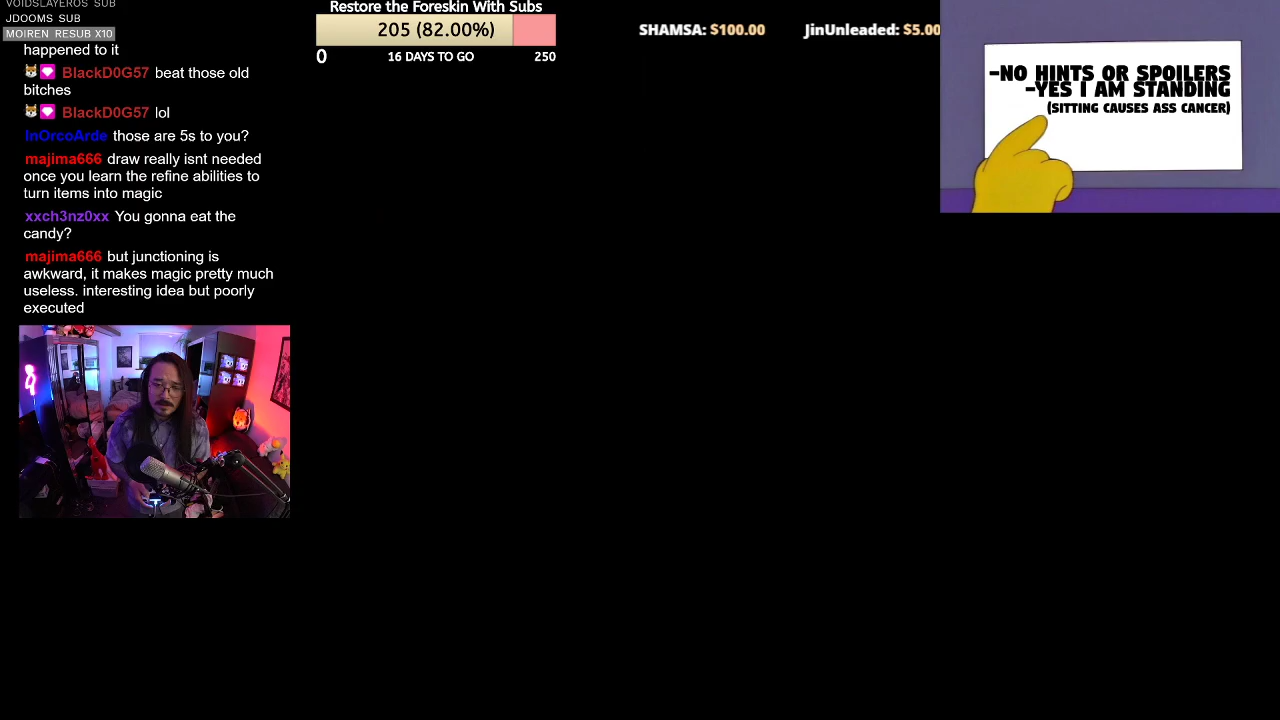 VOIDSLAYEROS SUB
JDOOMS SUB
MOIREN RESUB X10
happened to it
BlackD0G57 beat those old
bitches
BlackD0G57 lol
InOrcoArde those are 5s to you?
majima666 draw really isnt needed
once you learn the refine abilities to
turn items into magic
xxch3nz0xx You gonna eat the
candy?
majima666 but junctioning is
awkward, it makes magic pretty much
useless. interesting idea but poorly
executed
Restore the Foreskin With Subs
205 (82.00%)
0
16 DAYS TO GO
250
SHAMSA: $100.00
JinUnleaded: $5.00
-NO HINTS OR SPOILERS
-YES I AM STANDING
(SITTING CAUSES ASS CANCER)